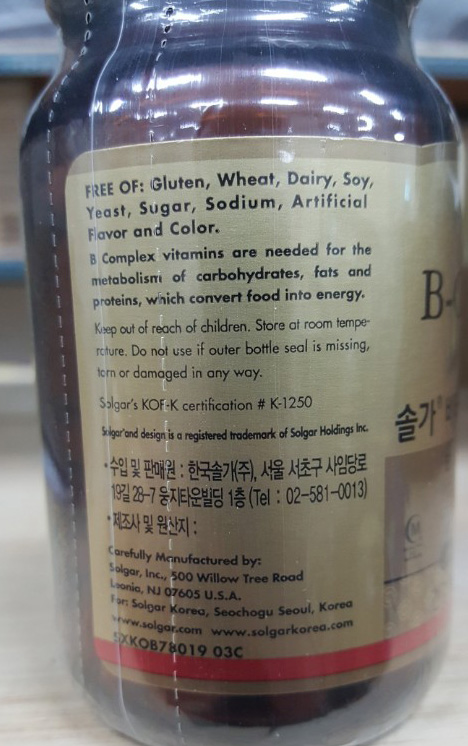 FREE OF: Gluten, Wheat, Dairy, Soy,
Yeast, Sugar, Sodium, Artificial
Flavor and Color.
B Complex vitamins are needed for the
metabolism of carbohydrates, fats and
proteins, which convert food into energy.
Keep out of reach of children. Store at room tempe-
rature. Do not use if outer bottle seal is missing,
torn or damaged in any way.
Solgar's KOF-K certification # K-1250
Solgar and design is a registered trademark of Solgar Holdings Inc.
• 수입 및 판매원 : 한국솔가(주), 서울 서초구 사임당로
19길 28-7 웅지타운빌딩 1층 (Tel : 02-581-0013)
• 제조사 및 원산지 :
Carefully Manufactured by:
Solgar, Inc., 500 Willow Tree Road
Leonia, NJ 07605 U.S.A.
For: Solgar Korea, Seochogu Seoul, Korea
www.solgar.com www.solgarkorea.com
SXKOB78019 03C
B-
솔가®